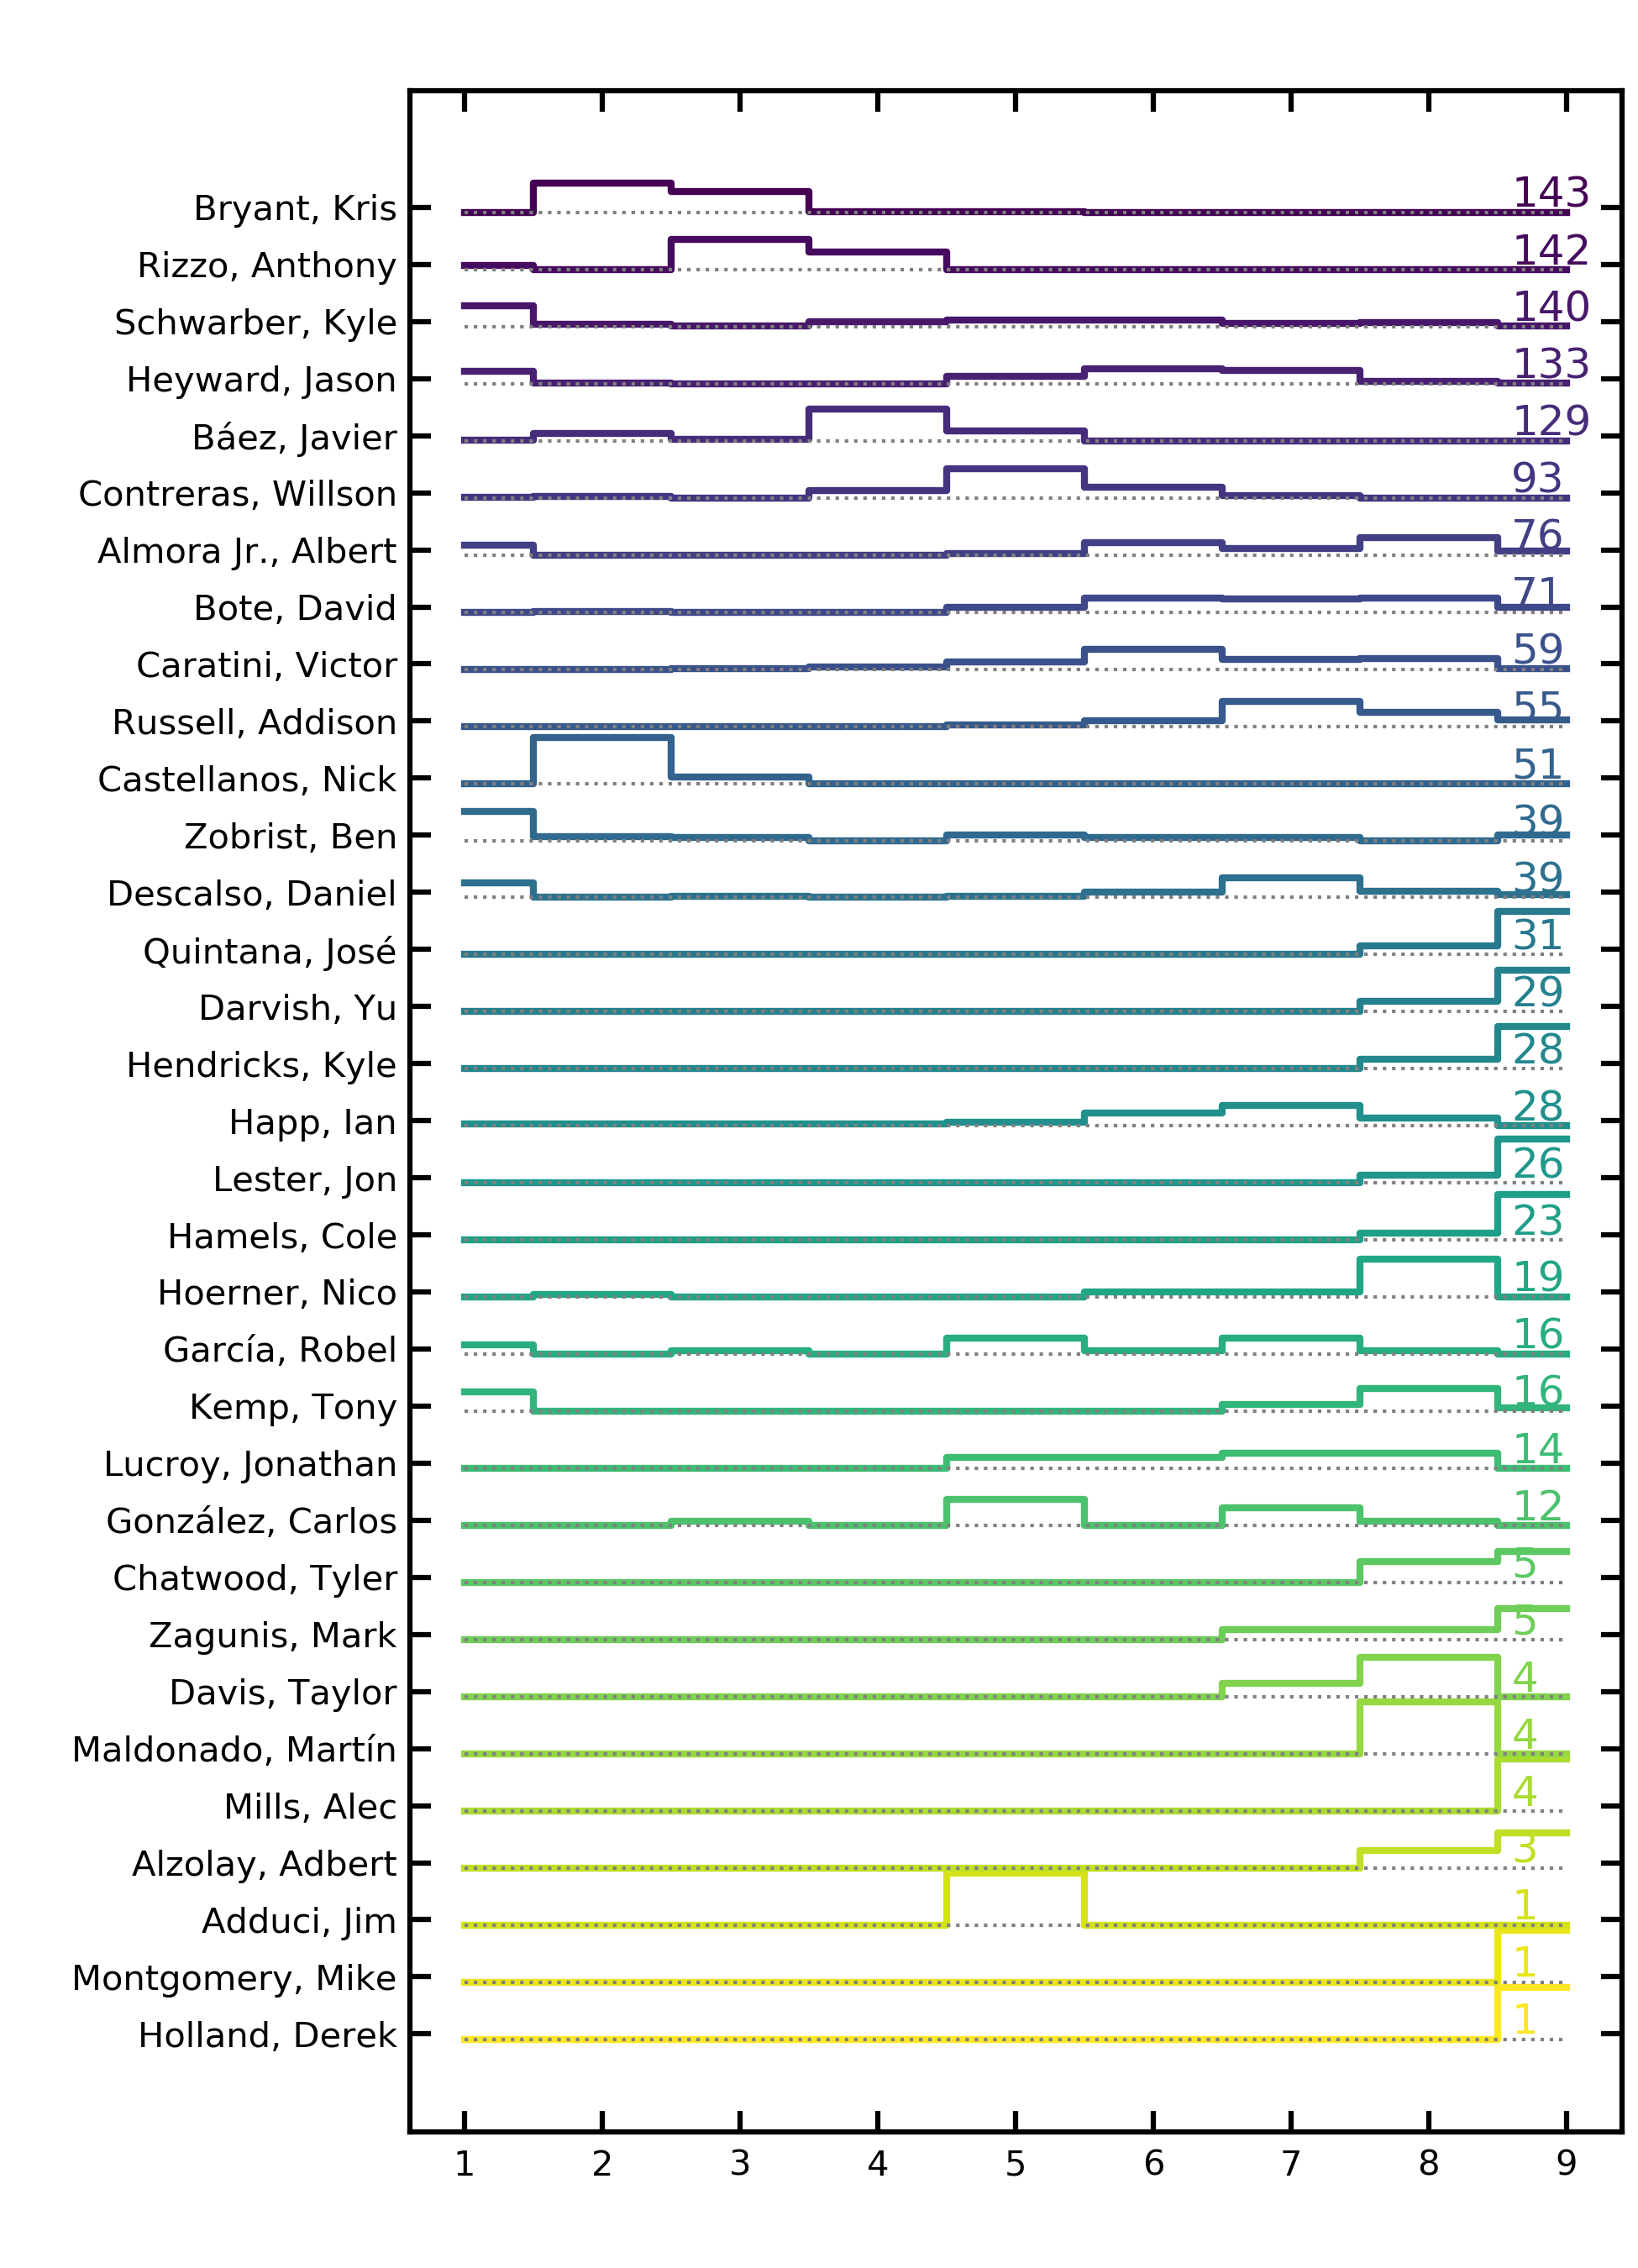 Bryant, Kris 143
Rizzo, Anthony 142
Schwarber, Kyle 140
Heyward, Jason 133
Báez, Javier 129
Contreras, Willson 93
Almora Jr., Albert 76
Bote, David 71
Caratini, Victor 59
Russell, Addison 55
Castellanos, Nick 51
Zobrist, Ben 39
Descalso, Daniel 39
Quintana, José 31
Darvish, Yu 29
Hendricks, Kyle 28
Happ, Ian 28
Lester, Jon 26
Hamels, Cole 23
Hoerner, Nico 19
García, Robel 16
Kemp, Tony 16
Lucroy, Jonathan 14
González, Carlos 12
Chatwood, Tyler 5
Zagunis, Mark 5
Davis, Taylor 4
Maldonado, Martín 4
Mills, Alec 4
Alzolay, Adbert 3
Adduci, Jim 1
Montgomery, Mike 1
Holland, Derek 1
1 2 3 4 5 6 7 8 9